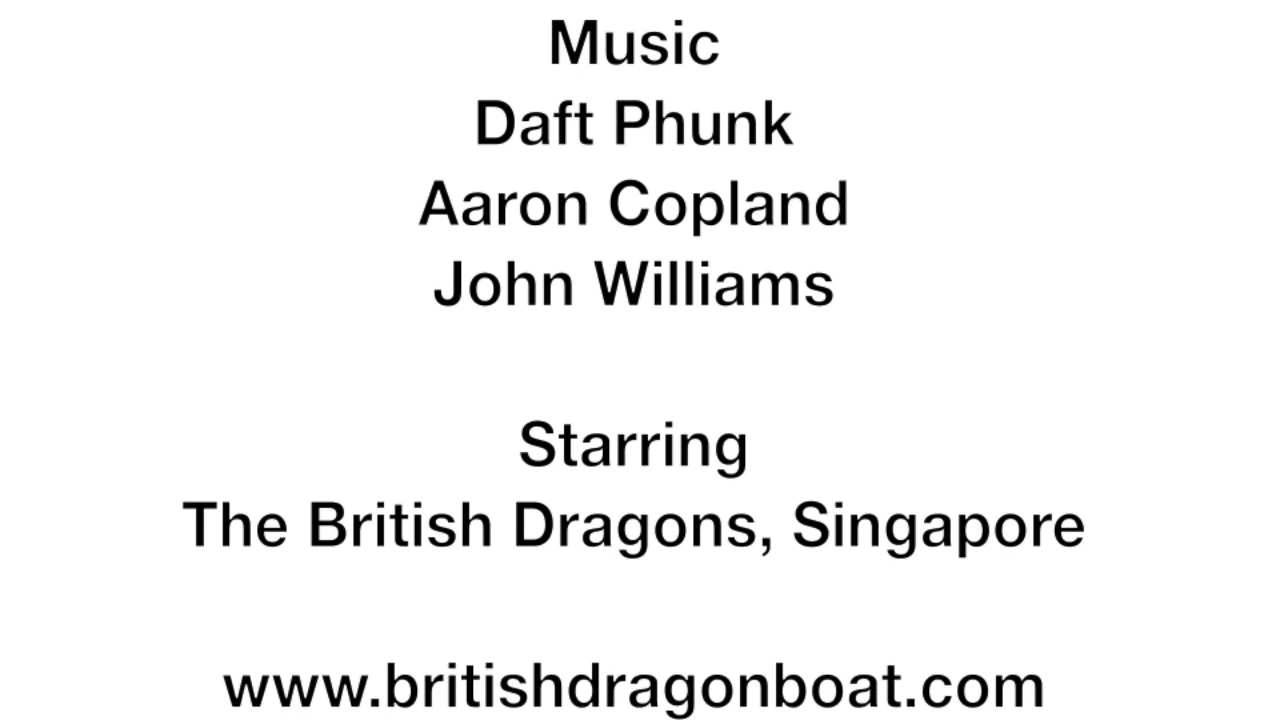 Music
Daft Phunk
Aaron Copland
John Williams
Starring
The British Dragons, Singapore
www.britishdragonboat.com